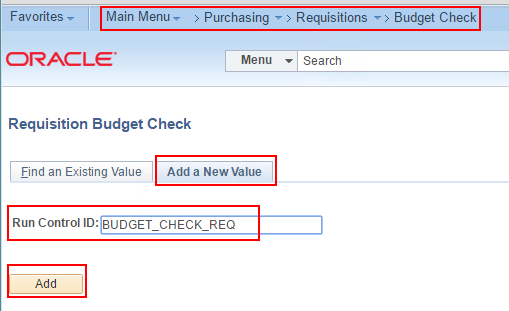 Favorites Main Menu > Purchasing > Requisitions > Budget Check
ORACLE Menu Search
Requisition Budget Check
Find an Existing Value Add a New Value
Run Control ID: BUDGET_CHECK_REQ
Add